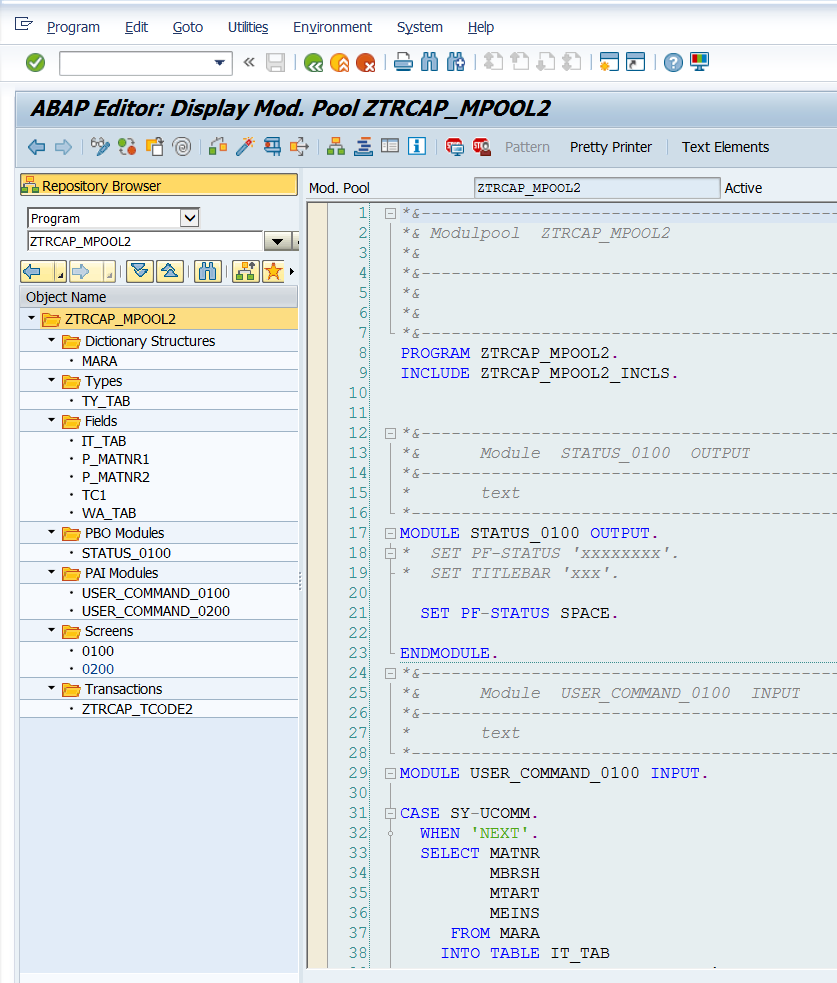 Program Edit Goto Utilities Environment System Help
ABAP Editor: Display Mod. Pool ZTRCAP_MPOOL2
Pattern Pretty Printer Text Elements
Repository Browser
Program
ZTRCAP_MPOOL2
Object Name
ZTRCAP_MPOOL2
Dictionary Structures
MARA
Types
TY_TAB
Fields
IT_TAB
P_MATNR1
P_MATNR2
TC1
WA_TAB
PBO Modules
STATUS_0100
PAI Modules
USER_COMMAND_0100
USER_COMMAND_0200
Screens
0100
0200
Transactions
ZTRCAP_TCODE2
Mod. Pool ZTRCAP_MPOOL2 Active
1 *&---------------------------------------------
2 *& Modulpool  ZTRCAP_MPOOL2
3 *&
4 *&---------------------------------------------
5 *&
6 *&
7 *&---------------------------------------------
8 PROGRAM ZTRCAP_MPOOL2.
9 INCLUDE ZTRCAP_MPOOL2_INCLS.
10
11
12 *&---------------------------------------------
13 *&      Module  STATUS_0100  OUTPUT
14 *&---------------------------------------------
15 *       text
16 *----------------------------------------------
17 MODULE STATUS_0100 OUTPUT.
18 *  SET PF-STATUS 'xxxxxxxx'.
19 *  SET TITLEBAR 'xxx'.
20
21   SET PF-STATUS SPACE.
22
23 ENDMODULE.
24 *&---------------------------------------------
25 *&      Module  USER_COMMAND_0100  INPUT
26 *&---------------------------------------------
27 *       text
28 *----------------------------------------------
29 MODULE USER_COMMAND_0100 INPUT.
30
31 CASE SY-UCOMM.
32   WHEN 'NEXT'.
33   SELECT MATNR
34          MBRSH
35          MTART
36          MEINS
37      FROM MARA
38     INTO TABLE IT_TAB